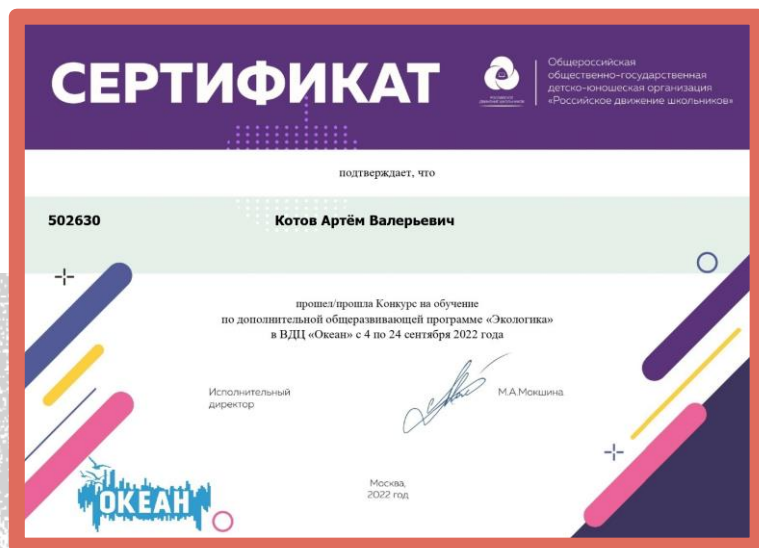 СЕРТИФИКАТ
Общероссийская
общественно-государственная
детско-юношеская организация
«Российское движение школьников»
подтверждает, что
502630 Котов Артём Валерьевич
прошел/прошла Конкурс на обучение
по дополнительной общеразвивающей программе «Экологика»
в ВДЦ «Океан» с 4 по 24 сентября 2022 года
Исполнительный
директор
М.А.Мокшина
ОКЕАН
Москва,
2022 год